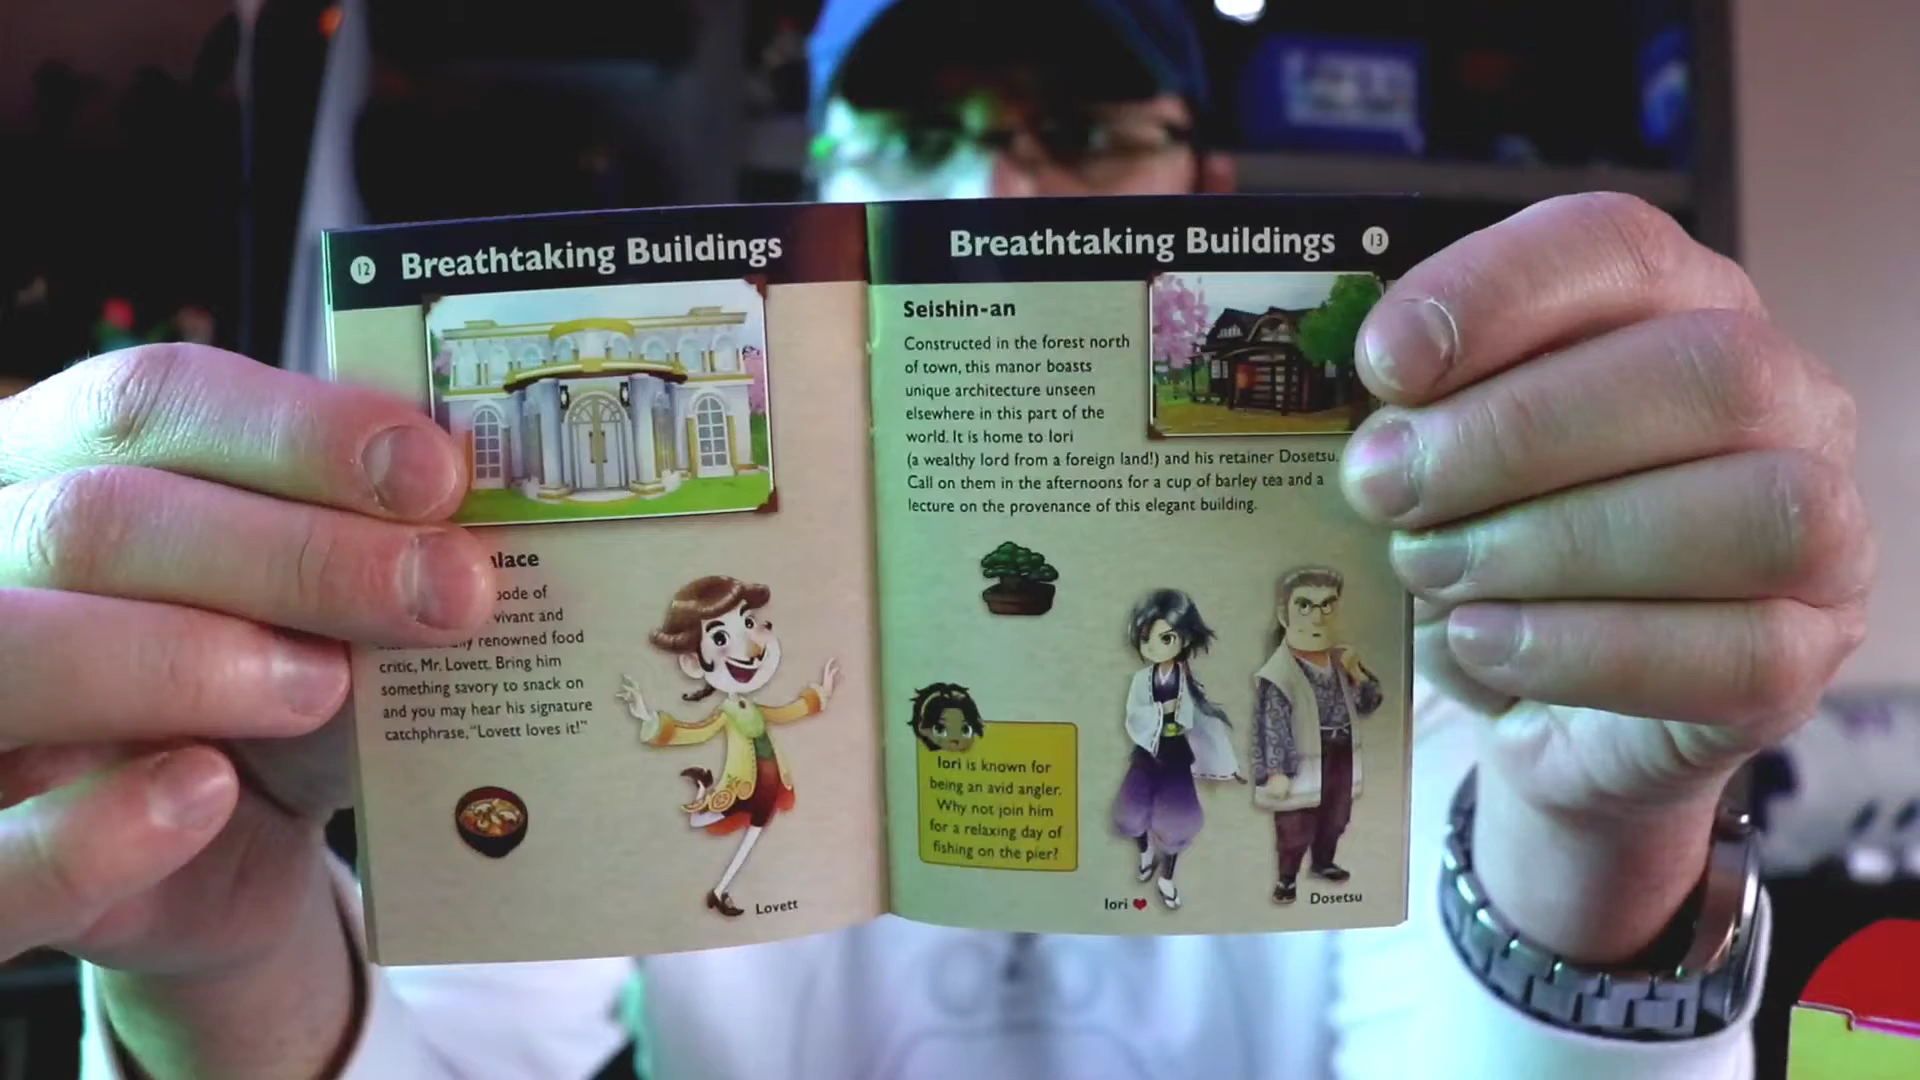 12 Breathtaking Buildings
alace
bode of
vivant and
renowned food
critic, Mr. Lovett. Bring him
something savory to snack on
and you may hear his signature
catchphrase, "Lovett loves it!"
Lovett
Breathtaking Buildings 13
Seishin-an
Constructed in the forest north
of town, this manor boasts
unique architecture unseen
elsewhere in this part of the
world. It is home to Iori
(a wealthy lord from a foreign land!) and his retainer Dosetsu.
Call on them in the afternoons for a cup of barley tea and a
lecture on the provenance of this elegant building.
Iori is known for
being an avid angler.
Why not join him
for a relaxing day of
fishing on the pier?
Iori ❤
Dosetsu